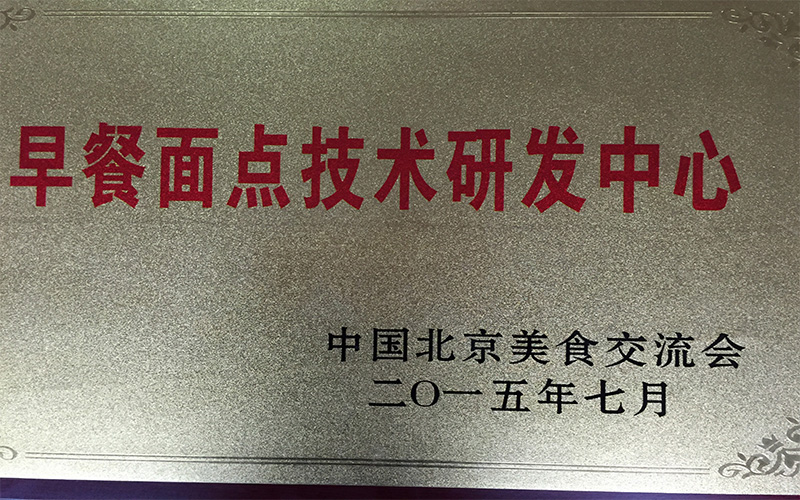 早餐面点技术研发中心
中国北京美食交流会
二〇一五年七月